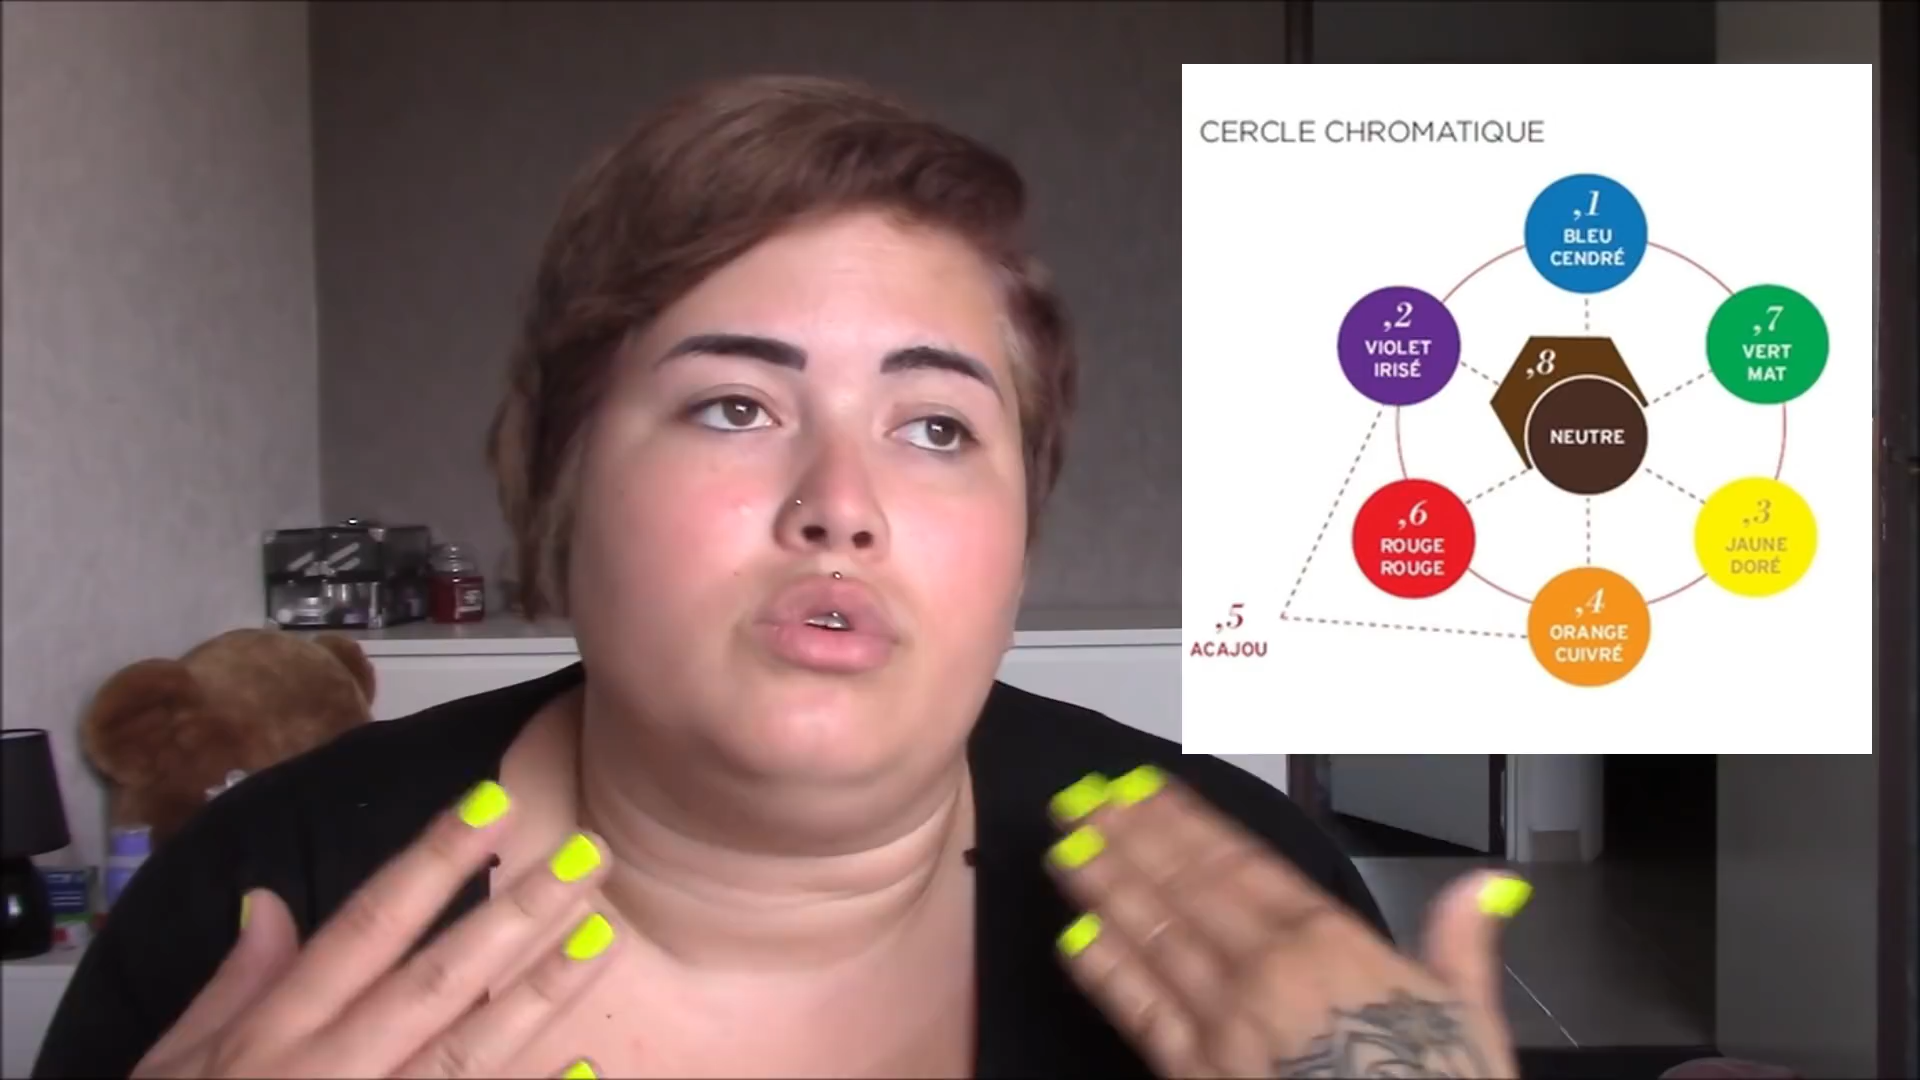 CERCLE CHROMATIQUE
,1
BLEU
CENDRÉ
,2
VIOLET
IRISÉ
,7
VERT
MAT
,8
NEUTRE
,6
ROUGE
ROUGE
,3
JAUNE
DORÉ
,4
ORANGE
CUIVRÉ
,5
ACAJOU